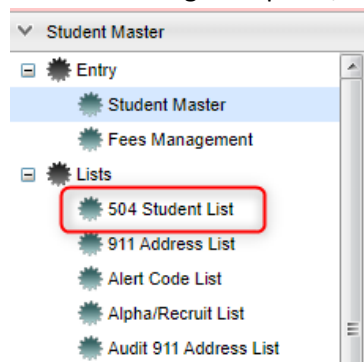 Student Master
Entry
Student Master
Fees Management
Lists
504 Student List
911 Address List
Alert Code List
Alpha/Recruit List
Audit 911 Address List